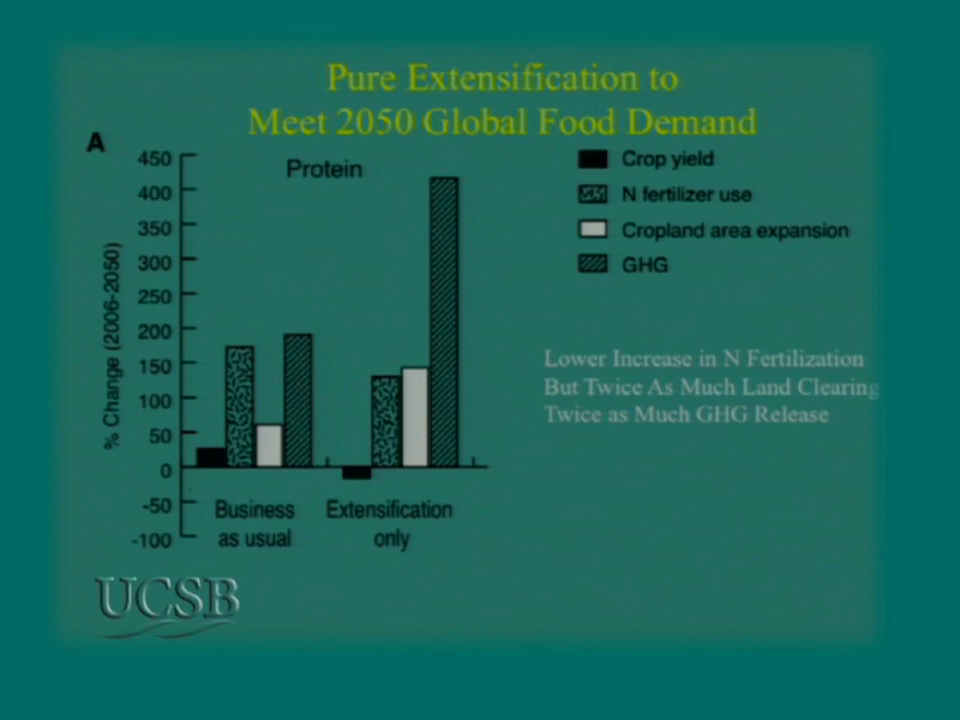 Pure Extensification to
Meet 2050 Global Food Demand
A
Protein
% Change (2006-2050)
450
400
350
300
250
200
150
100
50
0
-50
-100
Business
as usual
Extensification
only
Crop yield
N fertilizer use
Cropland area expansion
GHG
Lower Increase in N Fertilization
But Twice As Much Land Clearing
Twice as Much GHG Release
UCSB